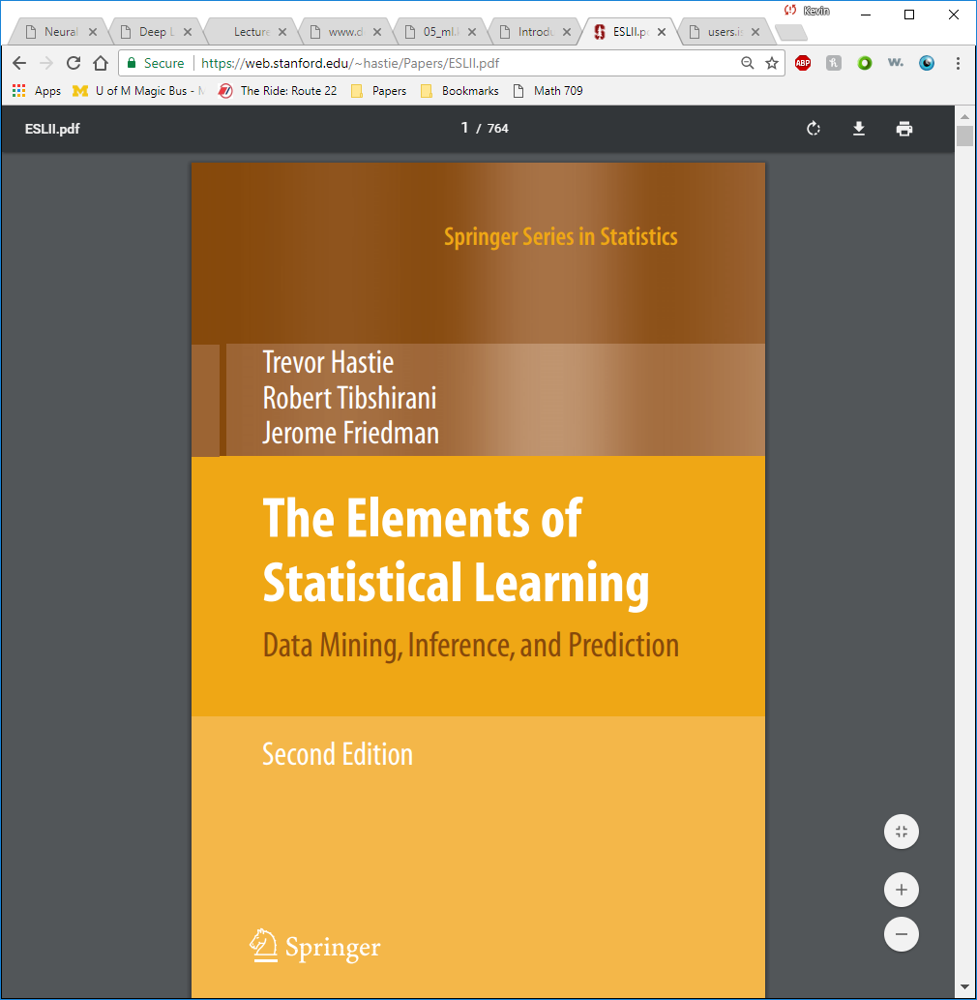 Kevin
Neural
Deep L
Lecture
www.d
05_ml.
Introdu
ESLII.p
users.i
Secure
https://web.stanford.edu/~hastie/Papers/ESLII.pdf
ABP
w.
Apps
U of M Magic Bus -
The Ride: Route 22
Papers
Bookmarks
Math 709
ESLII.pdf
1 / 764
Springer Series in Statistics
Trevor Hastie
Robert Tibshirani
Jerome Friedman
The Elements of
Statistical Learning
Data Mining, Inference, and Prediction
Second Edition
Springer